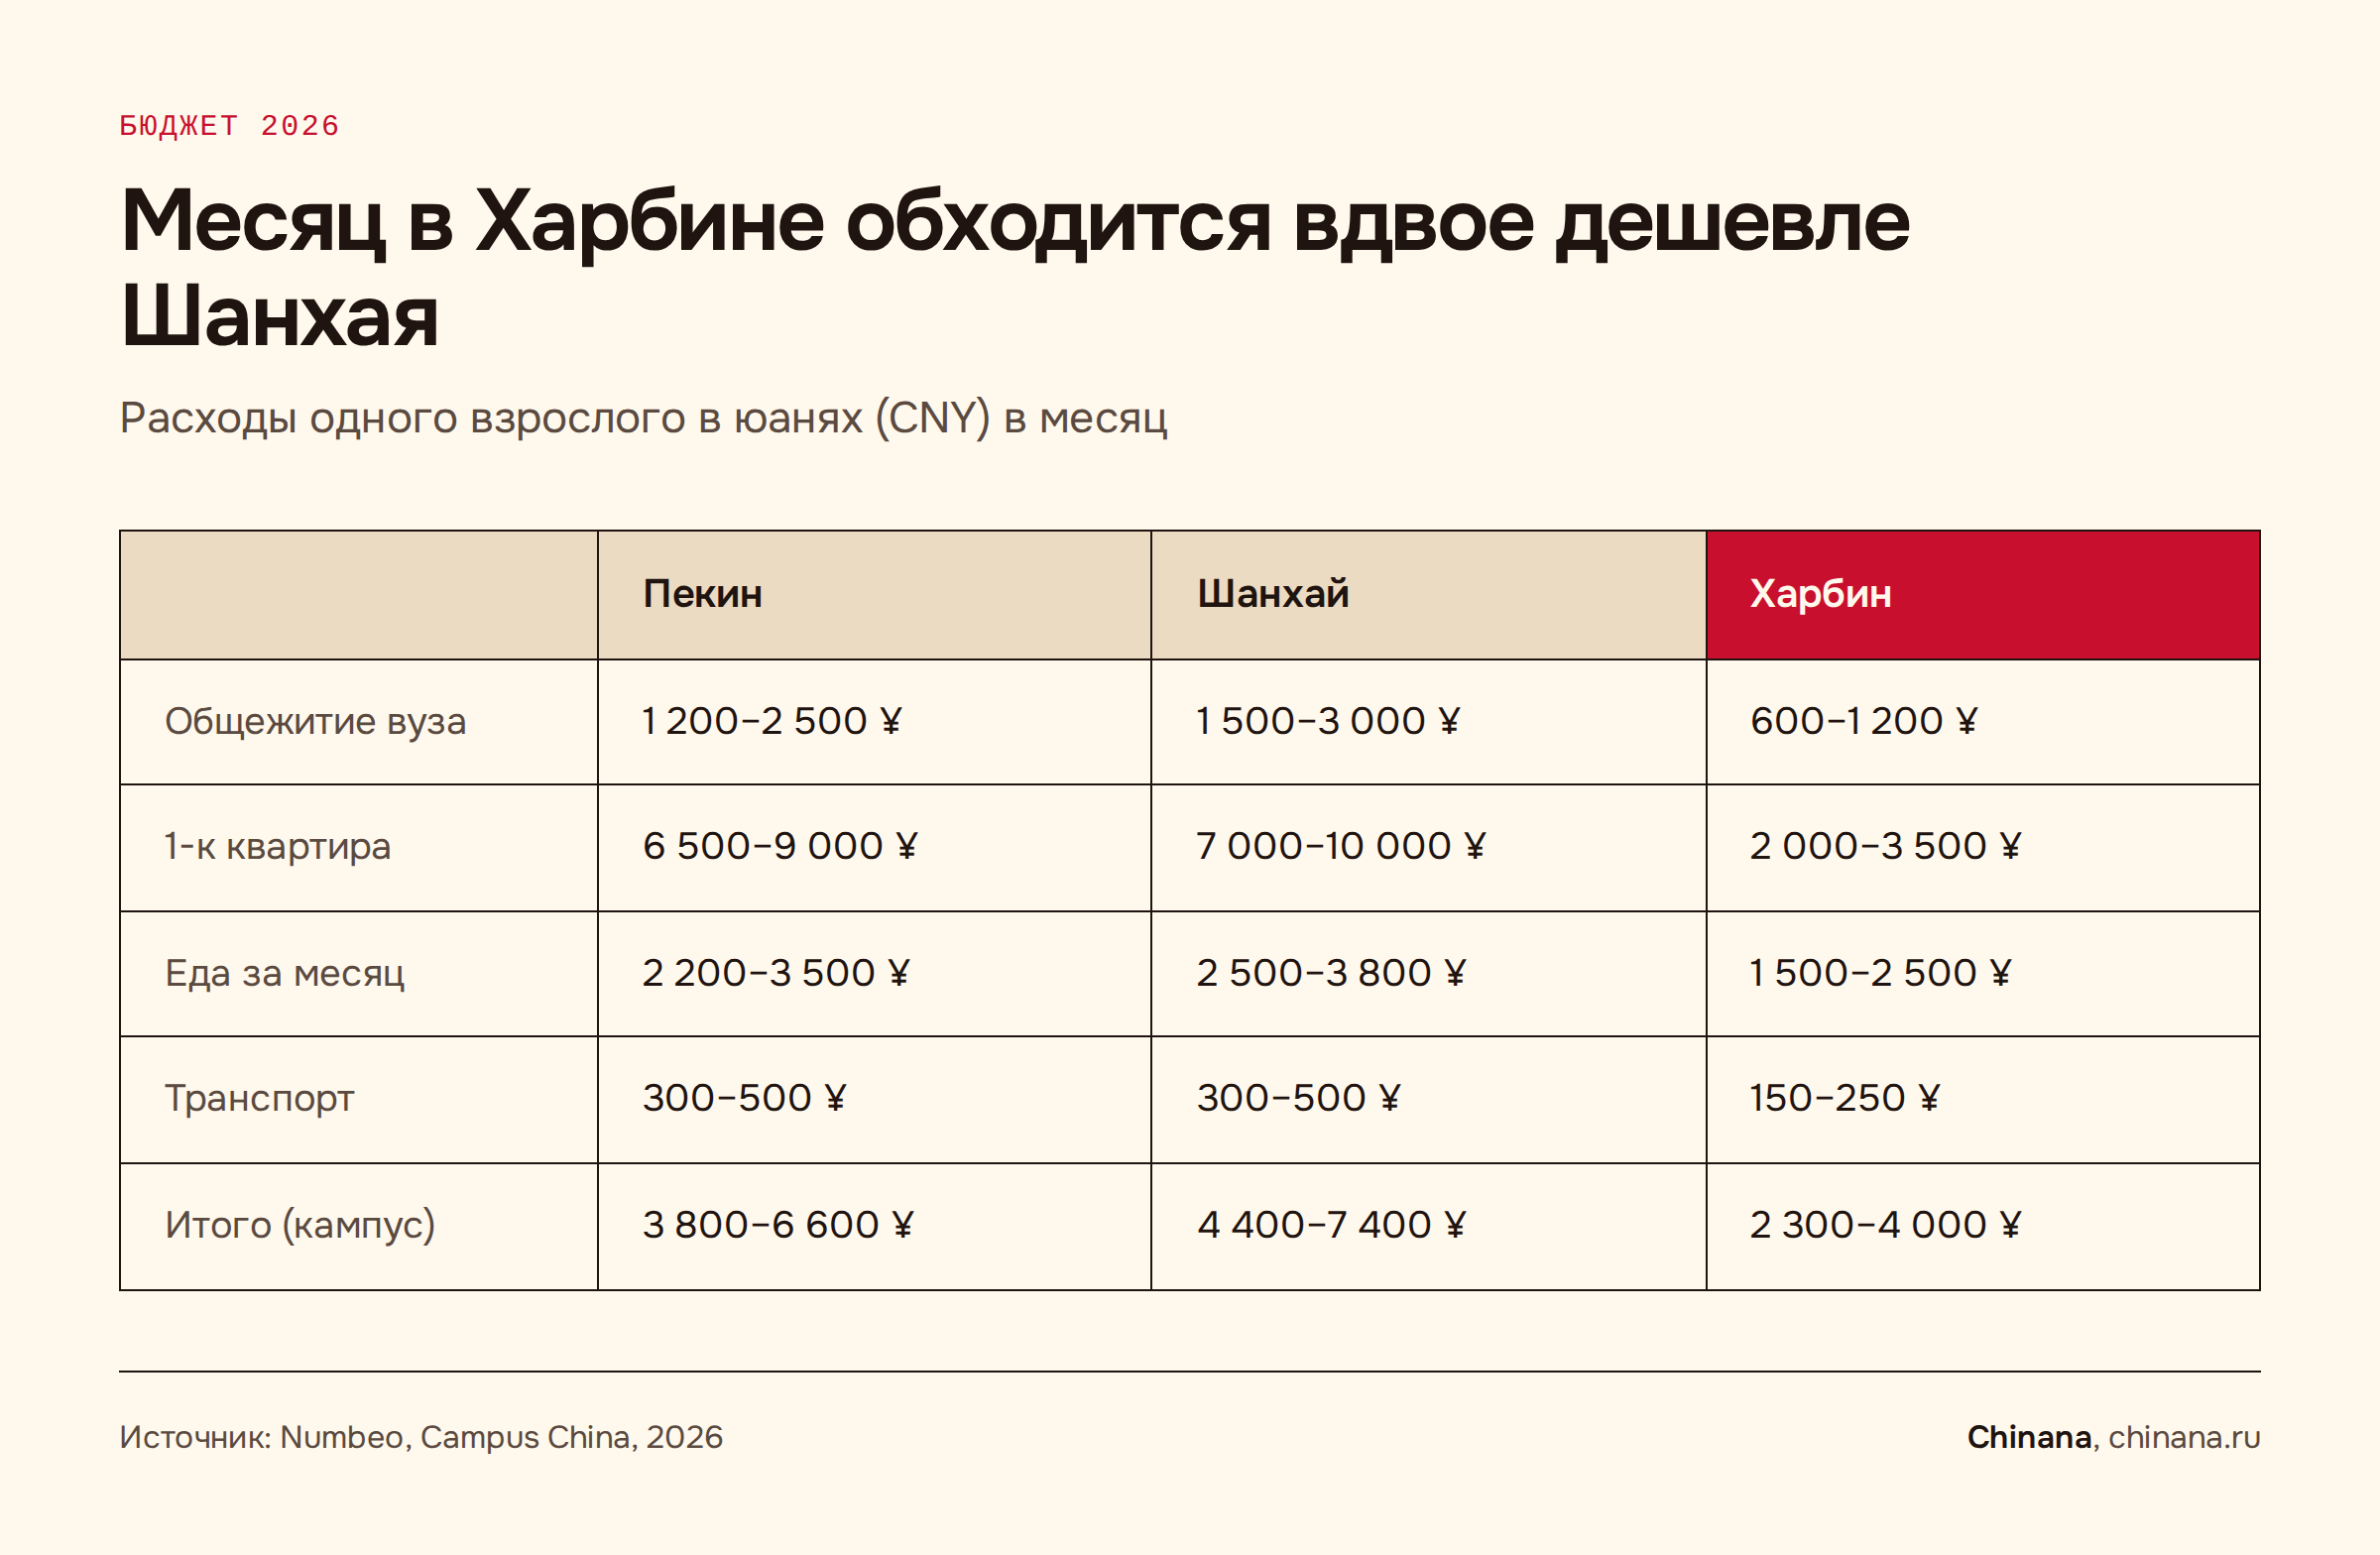 БЮДЖЕТ 2026
Месяц в Харбине обходится вдвое дешевле
Шанхая
Расходы одного взрослого в юанях (CNY) в месяц
Пекин Шанхай Харбин
Общежитие вуза 1 200–2 500 ¥ 1 500–3 000 ¥ 600–1 200 ¥
1-к квартира 6 500–9 000 ¥ 7 000–10 000 ¥ 2 000–3 500 ¥
Еда за месяц 2 200–3 500 ¥ 2 500–3 800 ¥ 1 500–2 500 ¥
Транспорт 300–500 ¥ 300–500 ¥ 150–250 ¥
Итого (кампус) 3 800–6 600 ¥ 4 400–7 400 ¥ 2 300–4 000 ¥
Источник: Numbeo, Campus China, 2026 Chinana, chinana.ru